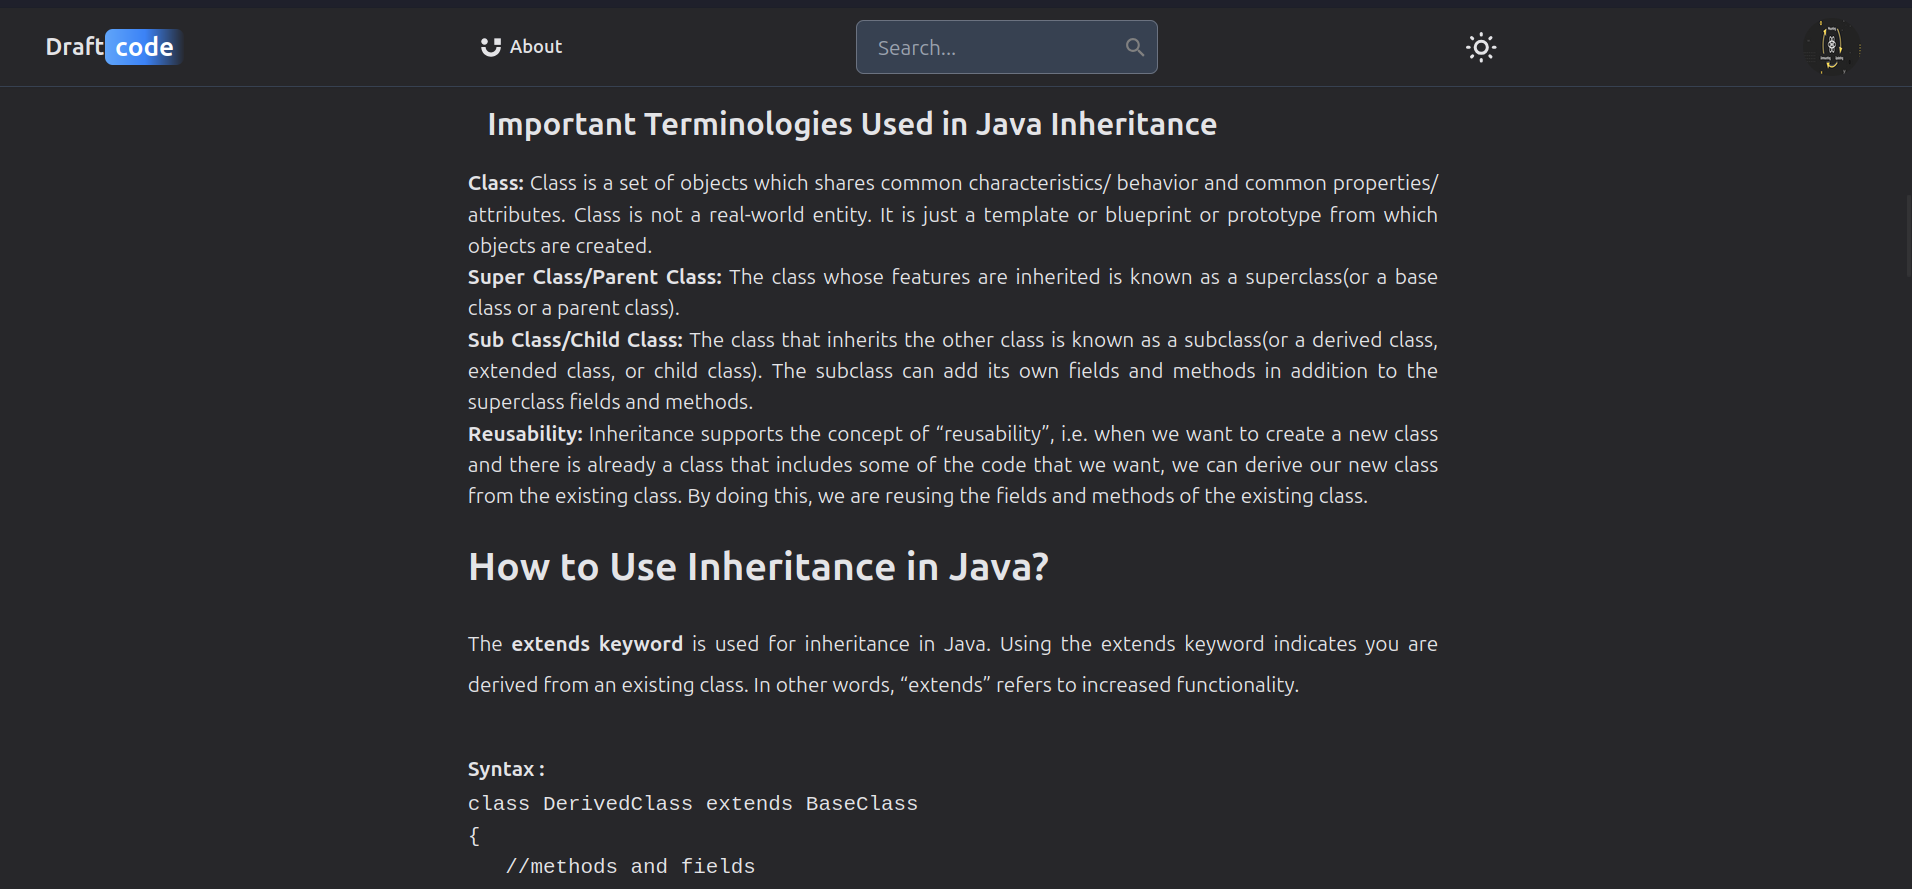 Draftcode
About
Search...
Important Terminologies Used in Java Inheritance
Class: Class is a set of objects which shares common characteristics/ behavior and common properties/
attributes. Class is not a real-world entity. It is just a template or blueprint or prototype from which
objects are created.
Super Class/Parent Class: The class whose features are inherited is known as a superclass(or a base
class or a parent class).
Sub Class/Child Class: The class that inherits the other class is known as a subclass(or a derived class,
extended class, or child class). The subclass can add its own fields and methods in addition to the
superclass fields and methods.
Reusability: Inheritance supports the concept of “reusability”, i.e. when we want to create a new class
and there is already a class that includes some of the code that we want, we can derive our new class
from the existing class. By doing this, we are reusing the fields and methods of the existing class.
How to Use Inheritance in Java?
The extends keyword is used for inheritance in Java. Using the extends keyword indicates you are
derived from an existing class. In other words, “extends” refers to increased functionality.
Syntax :
class DerivedClass extends BaseClass
{
//methods and fields